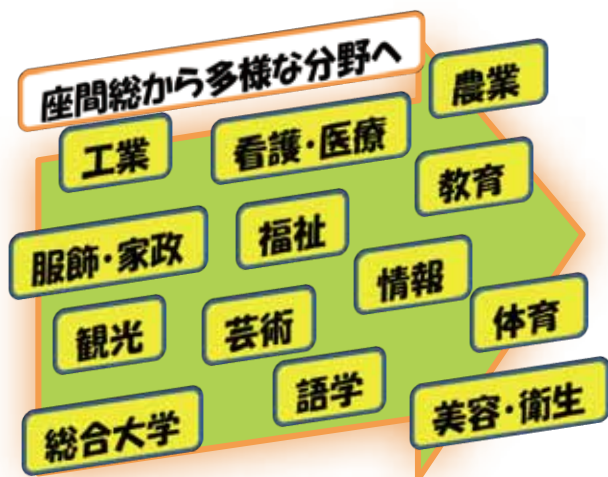 座間総から多様な分野へ
農業
工業
看護・医療
教育
服飾・家政
福祉
情報
観光
芸術
体育
語学
総合大学
美容・衛生